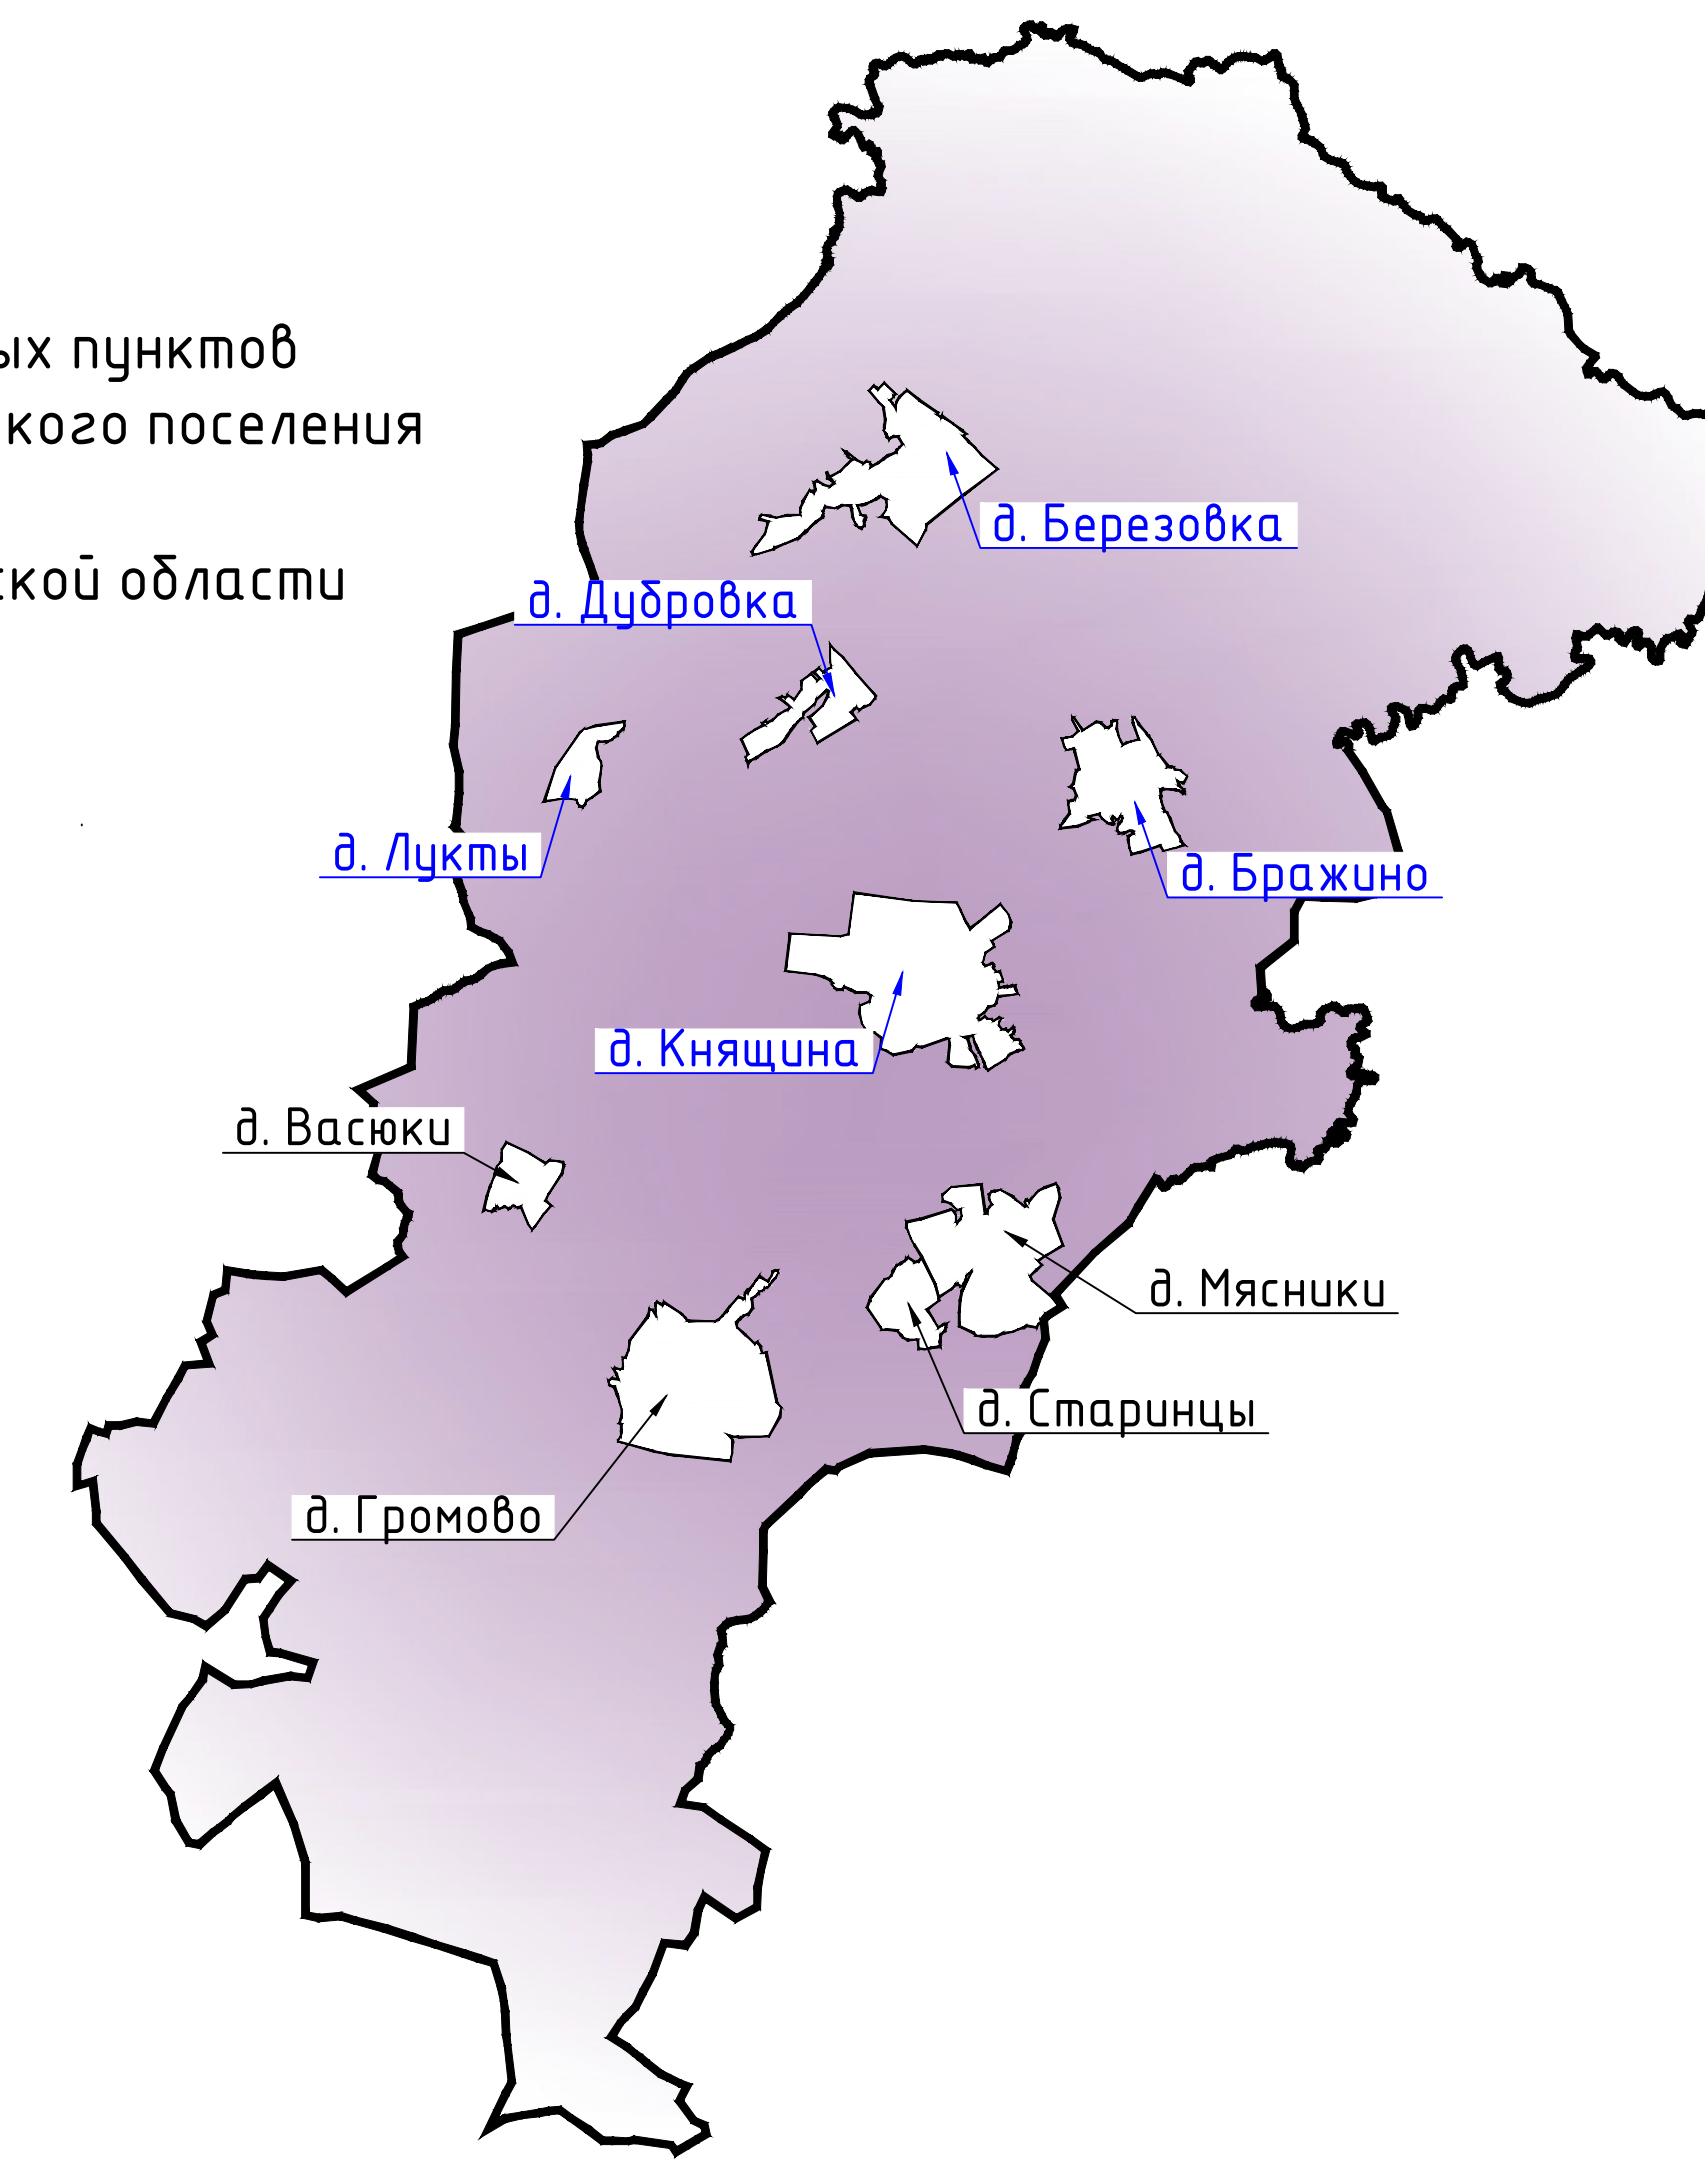 ых пунктов
кого поселения
ской области
д. Березовка
д. Дубровка
д. Лукты
д. Бражино
д. Княщина
д. Васюки
д. Мясники
д. Старинцы
д. Громово